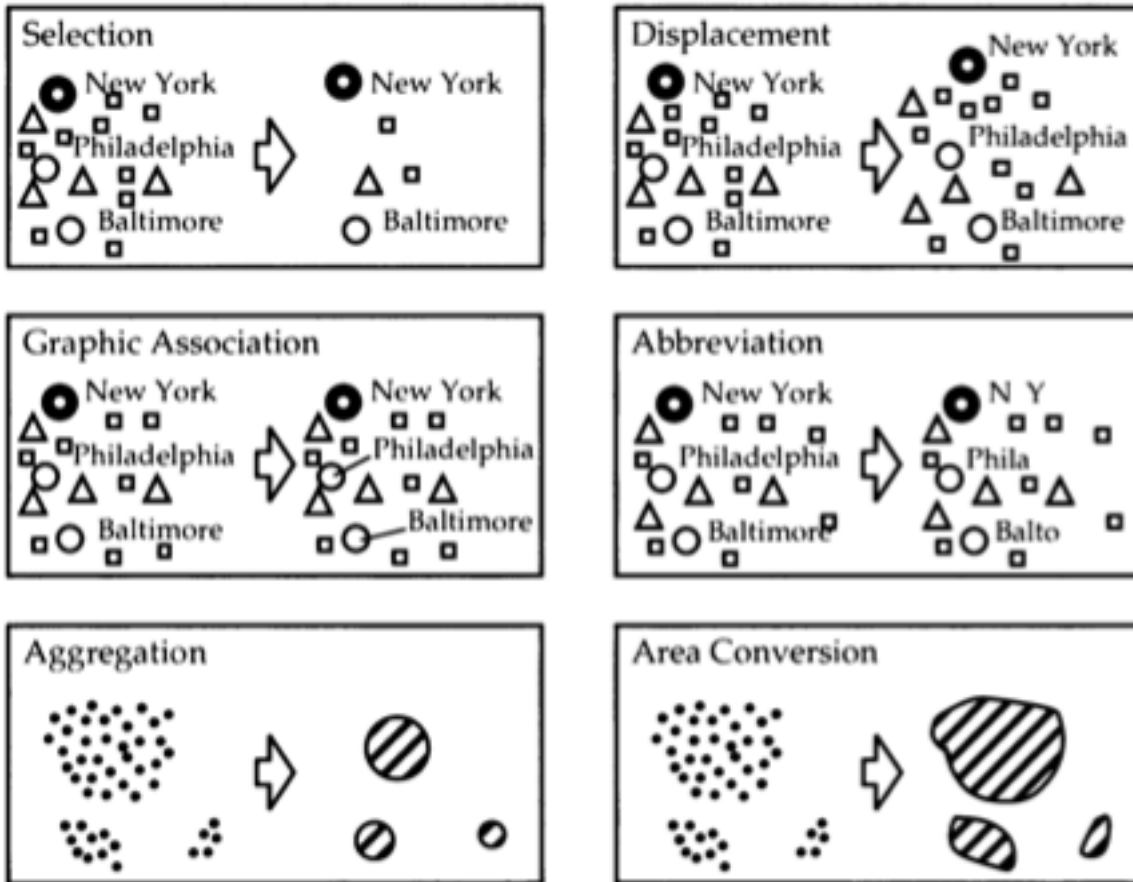 Selection
New York
New York
Philadelphia
Baltimore
Baltimore
Displacement
New York
New York
Philadelphia
Philadelphia
Baltimore
Baltimore
Graphic Association
New York
New York
Philadelphia
Philadelphia
Baltimore
Baltimore
Abbreviation
New York
N Y
Philadelphia
Phila
Baltimore
Balto
Aggregation
Area Conversion